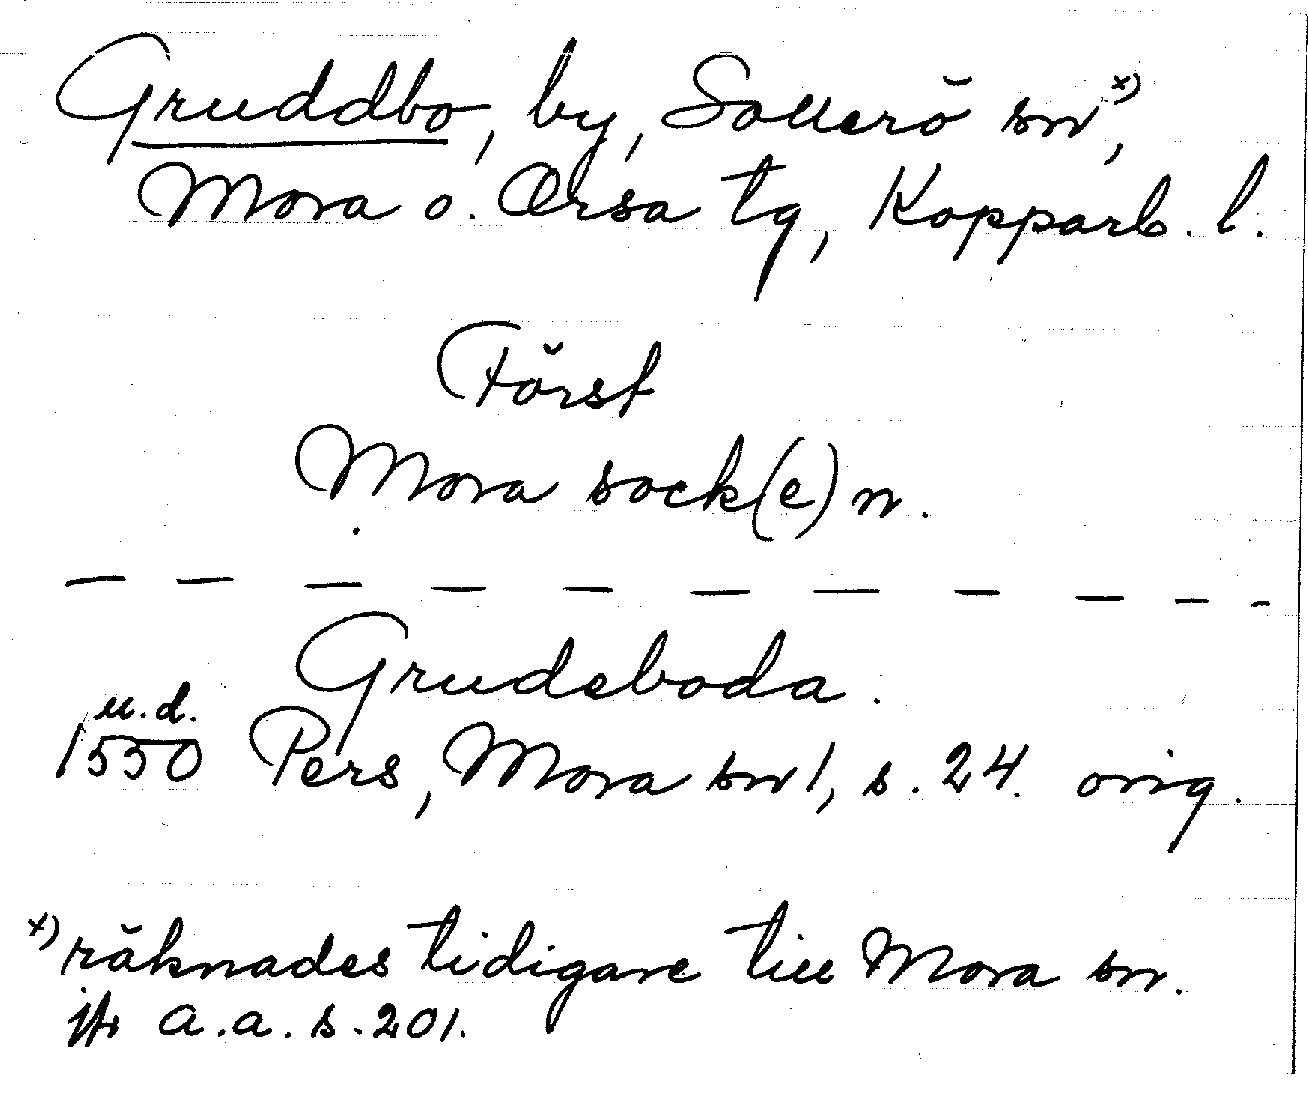 Gruddbo, by, Sollerö sn x),
Mora o. Orsa tg, Kopparb. l.
Först
Mora sock(e)n.
Grudeboda.
u.d.
1550 Pers, Mora sn 1, s. 24. orig.
x) räknades tidigare till Mora sn.
jfr a.a. s. 201.